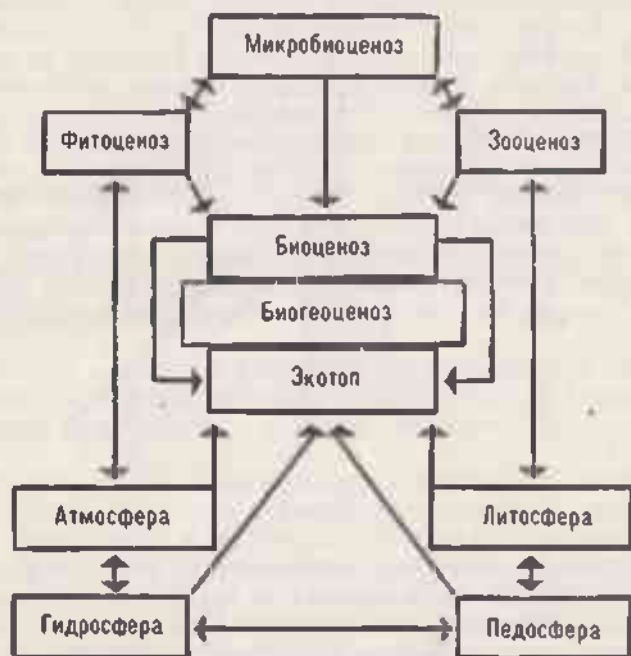 Микробиоценоз
Фитоценоз
Зооценоз
Биоценоз
Биогеоценоз
Экотоп
Атмосфера
Литосфера
Гидросфера
Педосфера